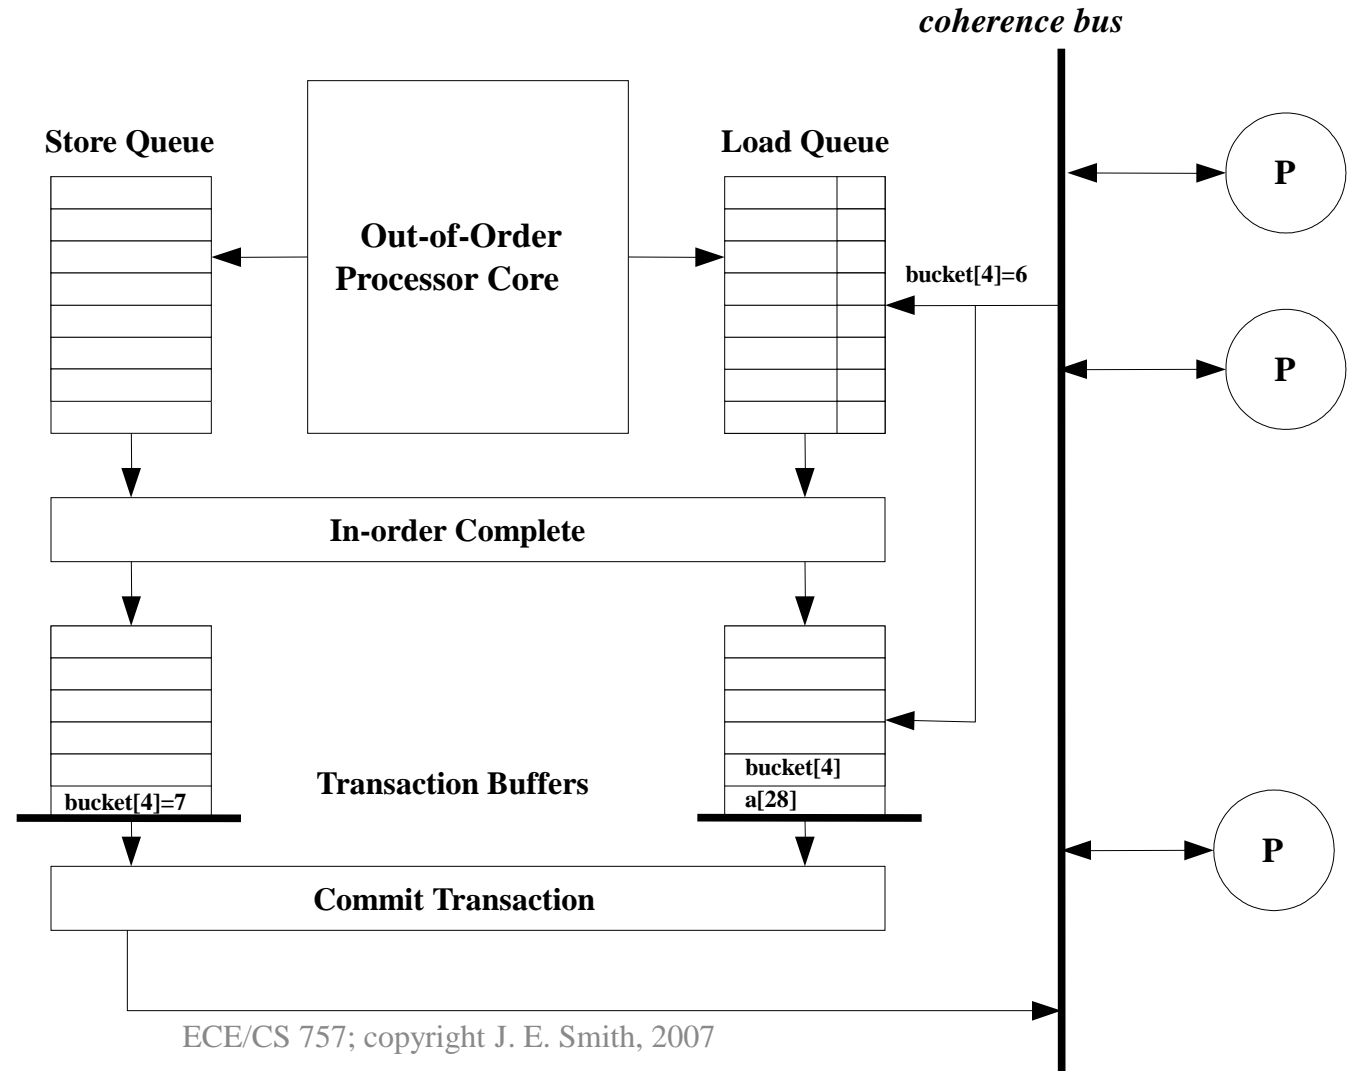 coherence bus
Store Queue
Load Queue
P
Out-of-Order
Processor Core
bucket[4]=6
P
In-order Complete
bucket[4]
Transaction Buffers
bucket[4]=7
a[28]
P
Commit Transaction
ECE/CS 757; copyright J. E. Smith, 2007